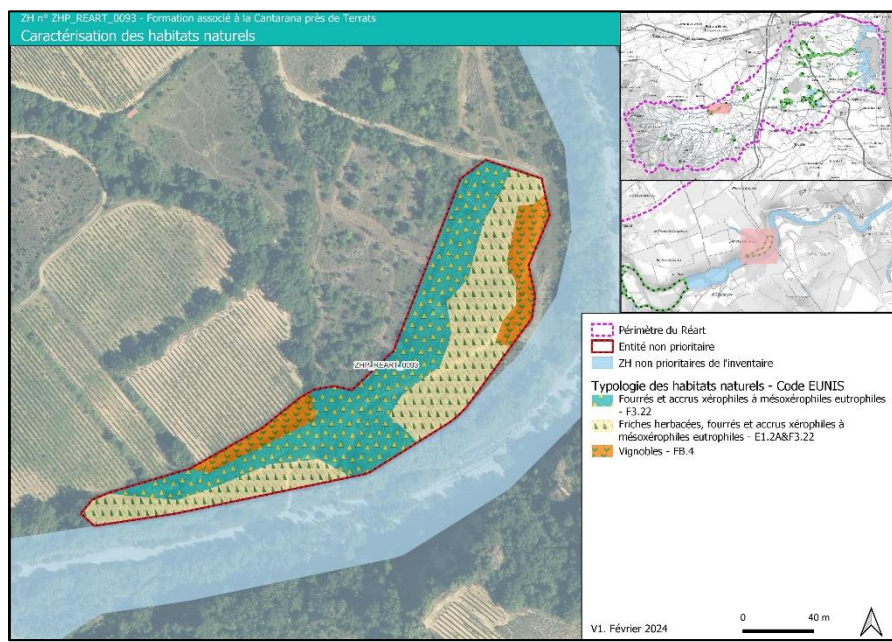 ZH n° ZHP_REART_0093 - Formation associé à la Cantarana près de Terrats
Caractérisation des habitats naturels
ZHP_REART_0093
Périmètre du Réart
Entité non prioritaire
ZH non prioritaires de l'inventaire
Typologie des habitats naturels - Code EUNIS
Fourrés et accrus xérophiles à mésoxérophiles eutrophiles
- F3.22
Friches herbacées, fourrés et accrus xérophiles à
mésoxérophiles eutrophiles - E1.2A&F3.22
Vignobles - FB.4
V1. Février 2024
0 40 m